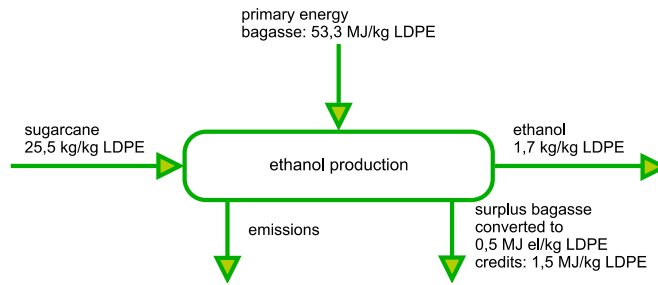 primary energy
bagasse: 53,3 MJ/kg LDPE
sugarcane
25,5 kg/kg LDPE
ethanol production
ethanol
1,7 kg/kg LDPE
emissions
surplus bagasse
converted to
0,5 MJ el/kg LDPE
credits: 1,5 MJ/kg LDPE